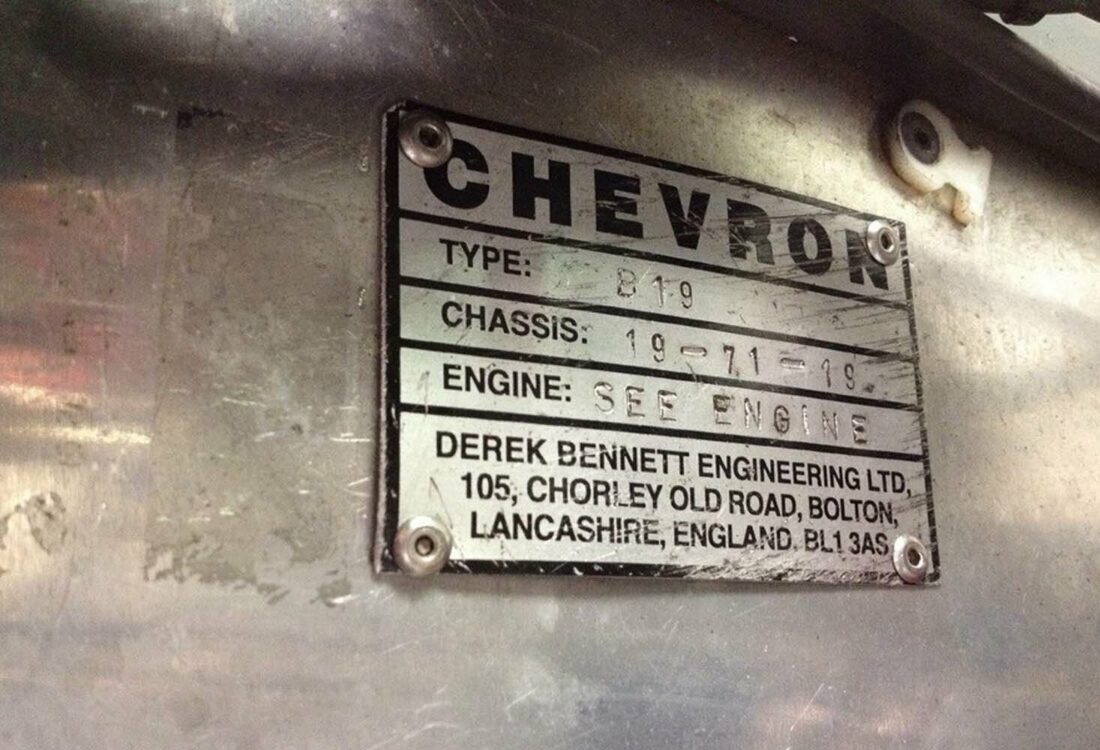 CHEVRON
TYPE: B19
CHASSIS: 19-71-19
ENGINE: SEE ENGINE
DEREK BENNETT ENGINEERING LTD,
105, CHORLEY OLD ROAD, BOLTON,
LANCASHIRE, ENGLAND. BL1 3AS